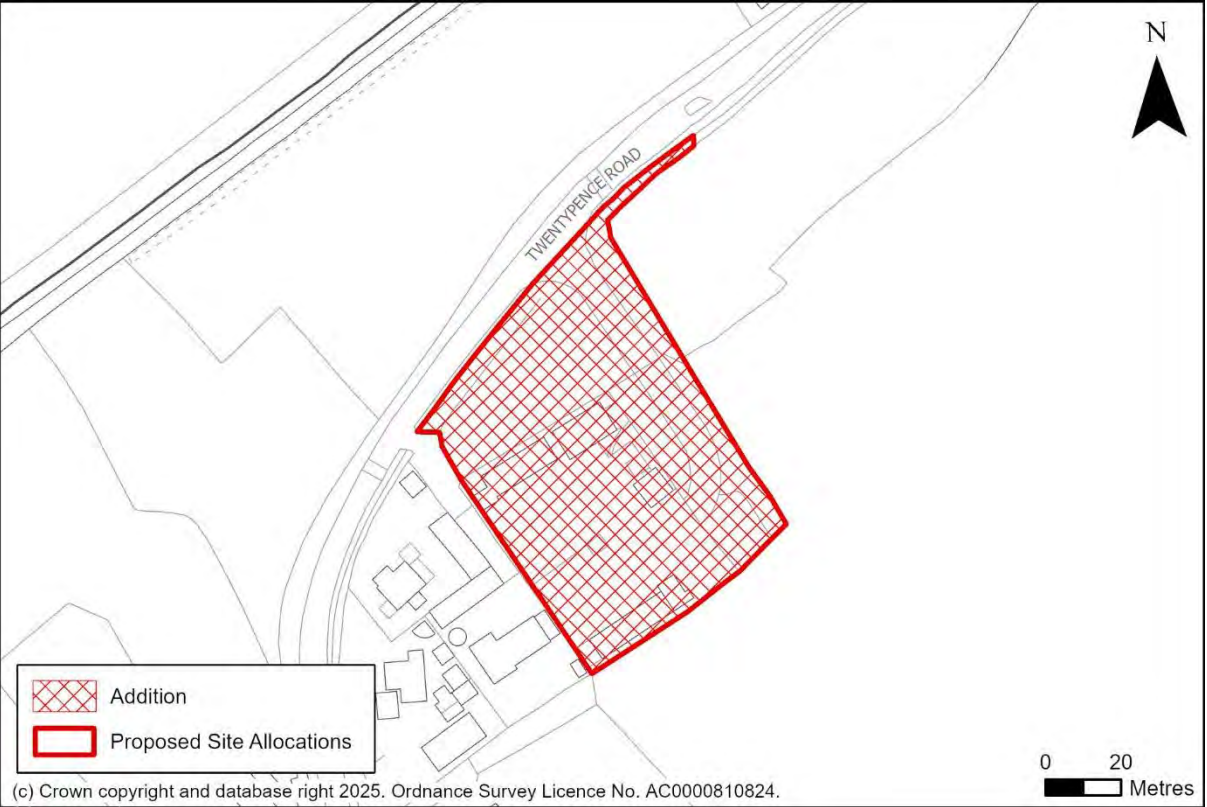 N
TWENTYPENCE ROAD
Addition
Proposed Site Allocations
0 20
Metres
(c) Crown copyright and database right 2025. Ordnance Survey Licence No. AC0000810824.